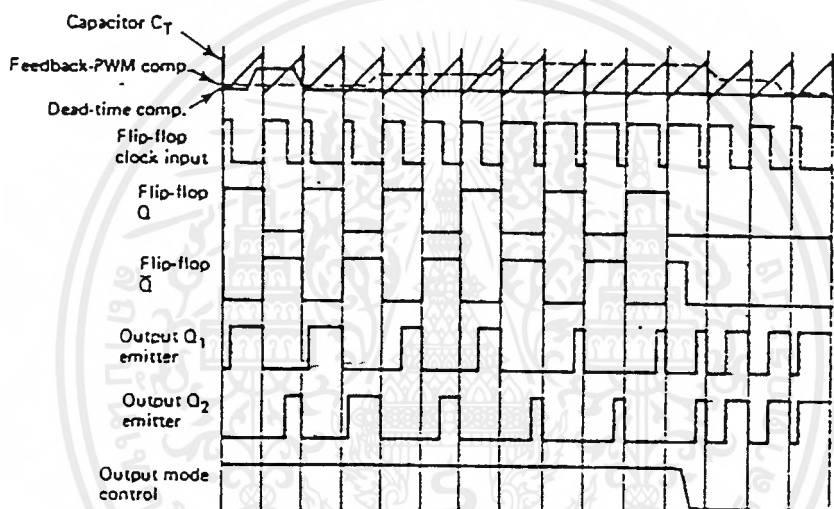 Capacitor C_T
Feedback-PWM comp.
Dead-time comp.
Flip-flop
clock input
Flip-flop
Q
Flip-flop
Q̅
Output Q₁
emitter
Output Q₂
emitter
Output mode
control